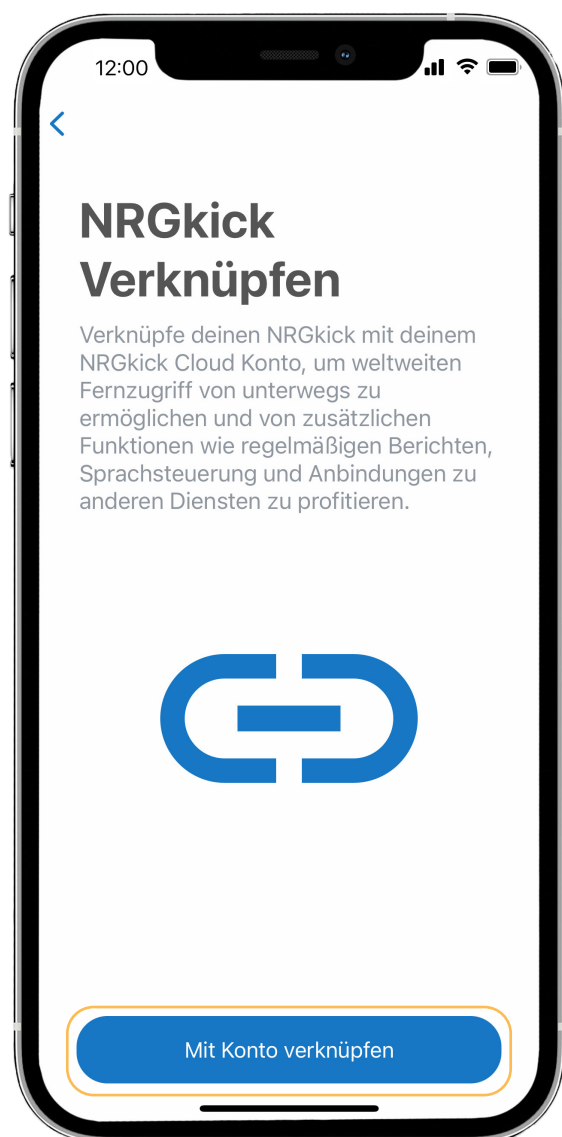 12:00
NRGkick
Verknüpfen
Verknüpfe deinen NRGkick mit deinem
NRGkick Cloud Konto, um weltweiten
Fernzugriff von unterwegs zu
ermöglichen und von zusätzlichen
Funktionen wie regelmäßigen Berichten,
Sprachsteuerung und Anbindungen zu
anderen Diensten zu profitieren.
Mit Konto verknüpfen